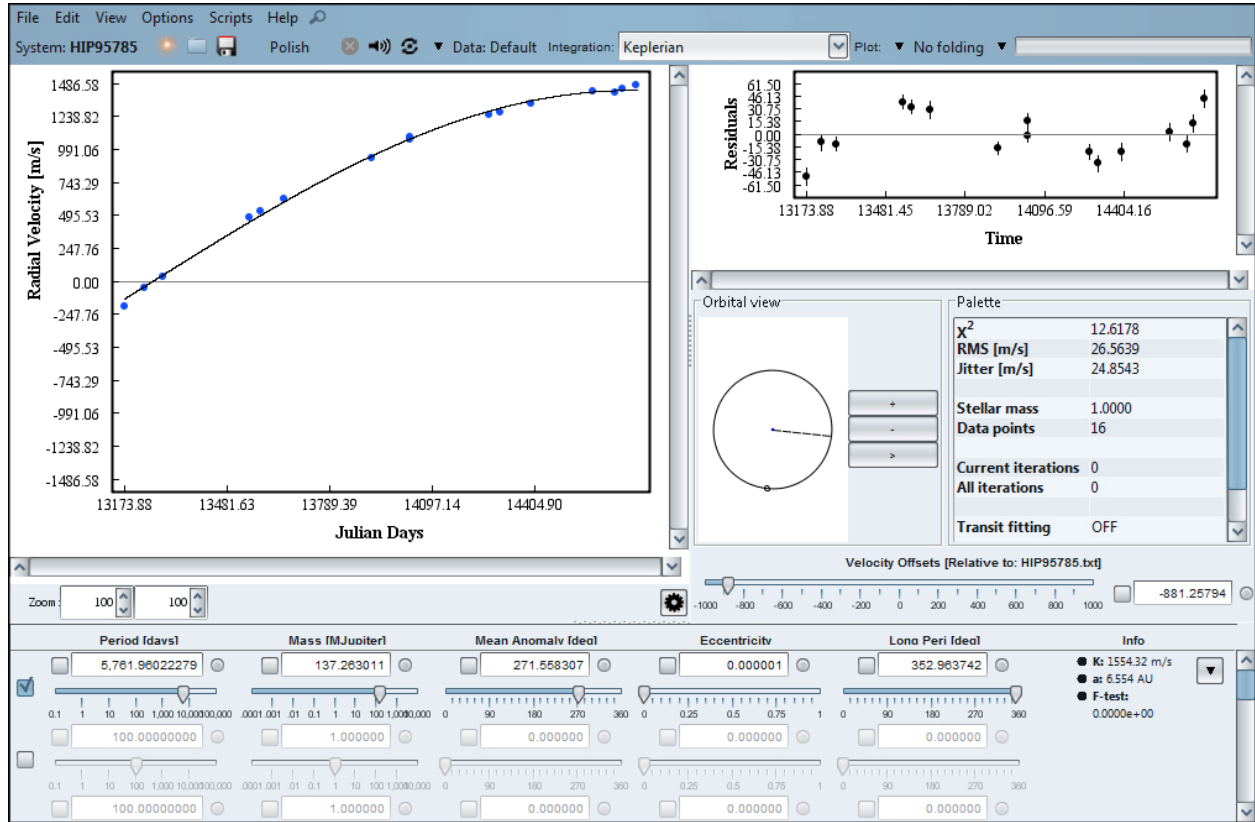 File Edit View Options Scripts Help
System: HIP95785 Polish Data: Default Integration: Keplerian Plot: No folding
1486.58
1238.82
991.06
743.29
495.53
247.76
0.00
-247.76
-495.53
-743.29
-991.06
-1238.82
-1486.58
Radial Velocity [m/s]
13173.88 13481.63 13789.39 14097.14 14404.90
Julian Days
61.50
46.13
30.75
15.38
0.00
-15.38
-30.75
-46.13
-61.50
Residuals
13173.88 13481.45 13789.02 14096.59 14404.16
Time
Orbital view
+
-
>
Palette
X2 12.6178
RMS [m/s] 26.5639
Jitter [m/s] 24.8543
Stellar mass 1.0000
Data points 16
Current iterations 0
All iterations 0
Transit fitting OFF
Velocity Offsets [Relative to: HIP95785.txt]
-1000 -800 -600 -400 -200 0 200 400 600 800 1000 -881.25794
Zoom: 100 100
Period [days] Mass [MJupiter] Mean Anomaly [deg] Eccentricity Long Peri [deg] Info
5,761.96022279 137.263011 271.558307 0.000001 352.963742
K: 1554.32 m/s
a: 6.554 AU
F-test:
0.0000e+00
0.1 1 10 100 1,000 10,000 100,000 .0001 .001 .01 0.1 1 10 100 1,000 10,000 0 90 180 270 360 0 0.25 0.5 0.75 1 0 90 180 270 360
100.00000000 1.000000 0.000000 0.000000 0.000000
0.1 1 10 100 1,000 10,000 100,000 .0001 .001 .01 0.1 1 10 100 1,000 10,000 0 90 180 270 360 0 0.25 0.5 0.75 1 0 90 180 270 360
100.00000000 1.000000 0.000000 0.000000 0.000000